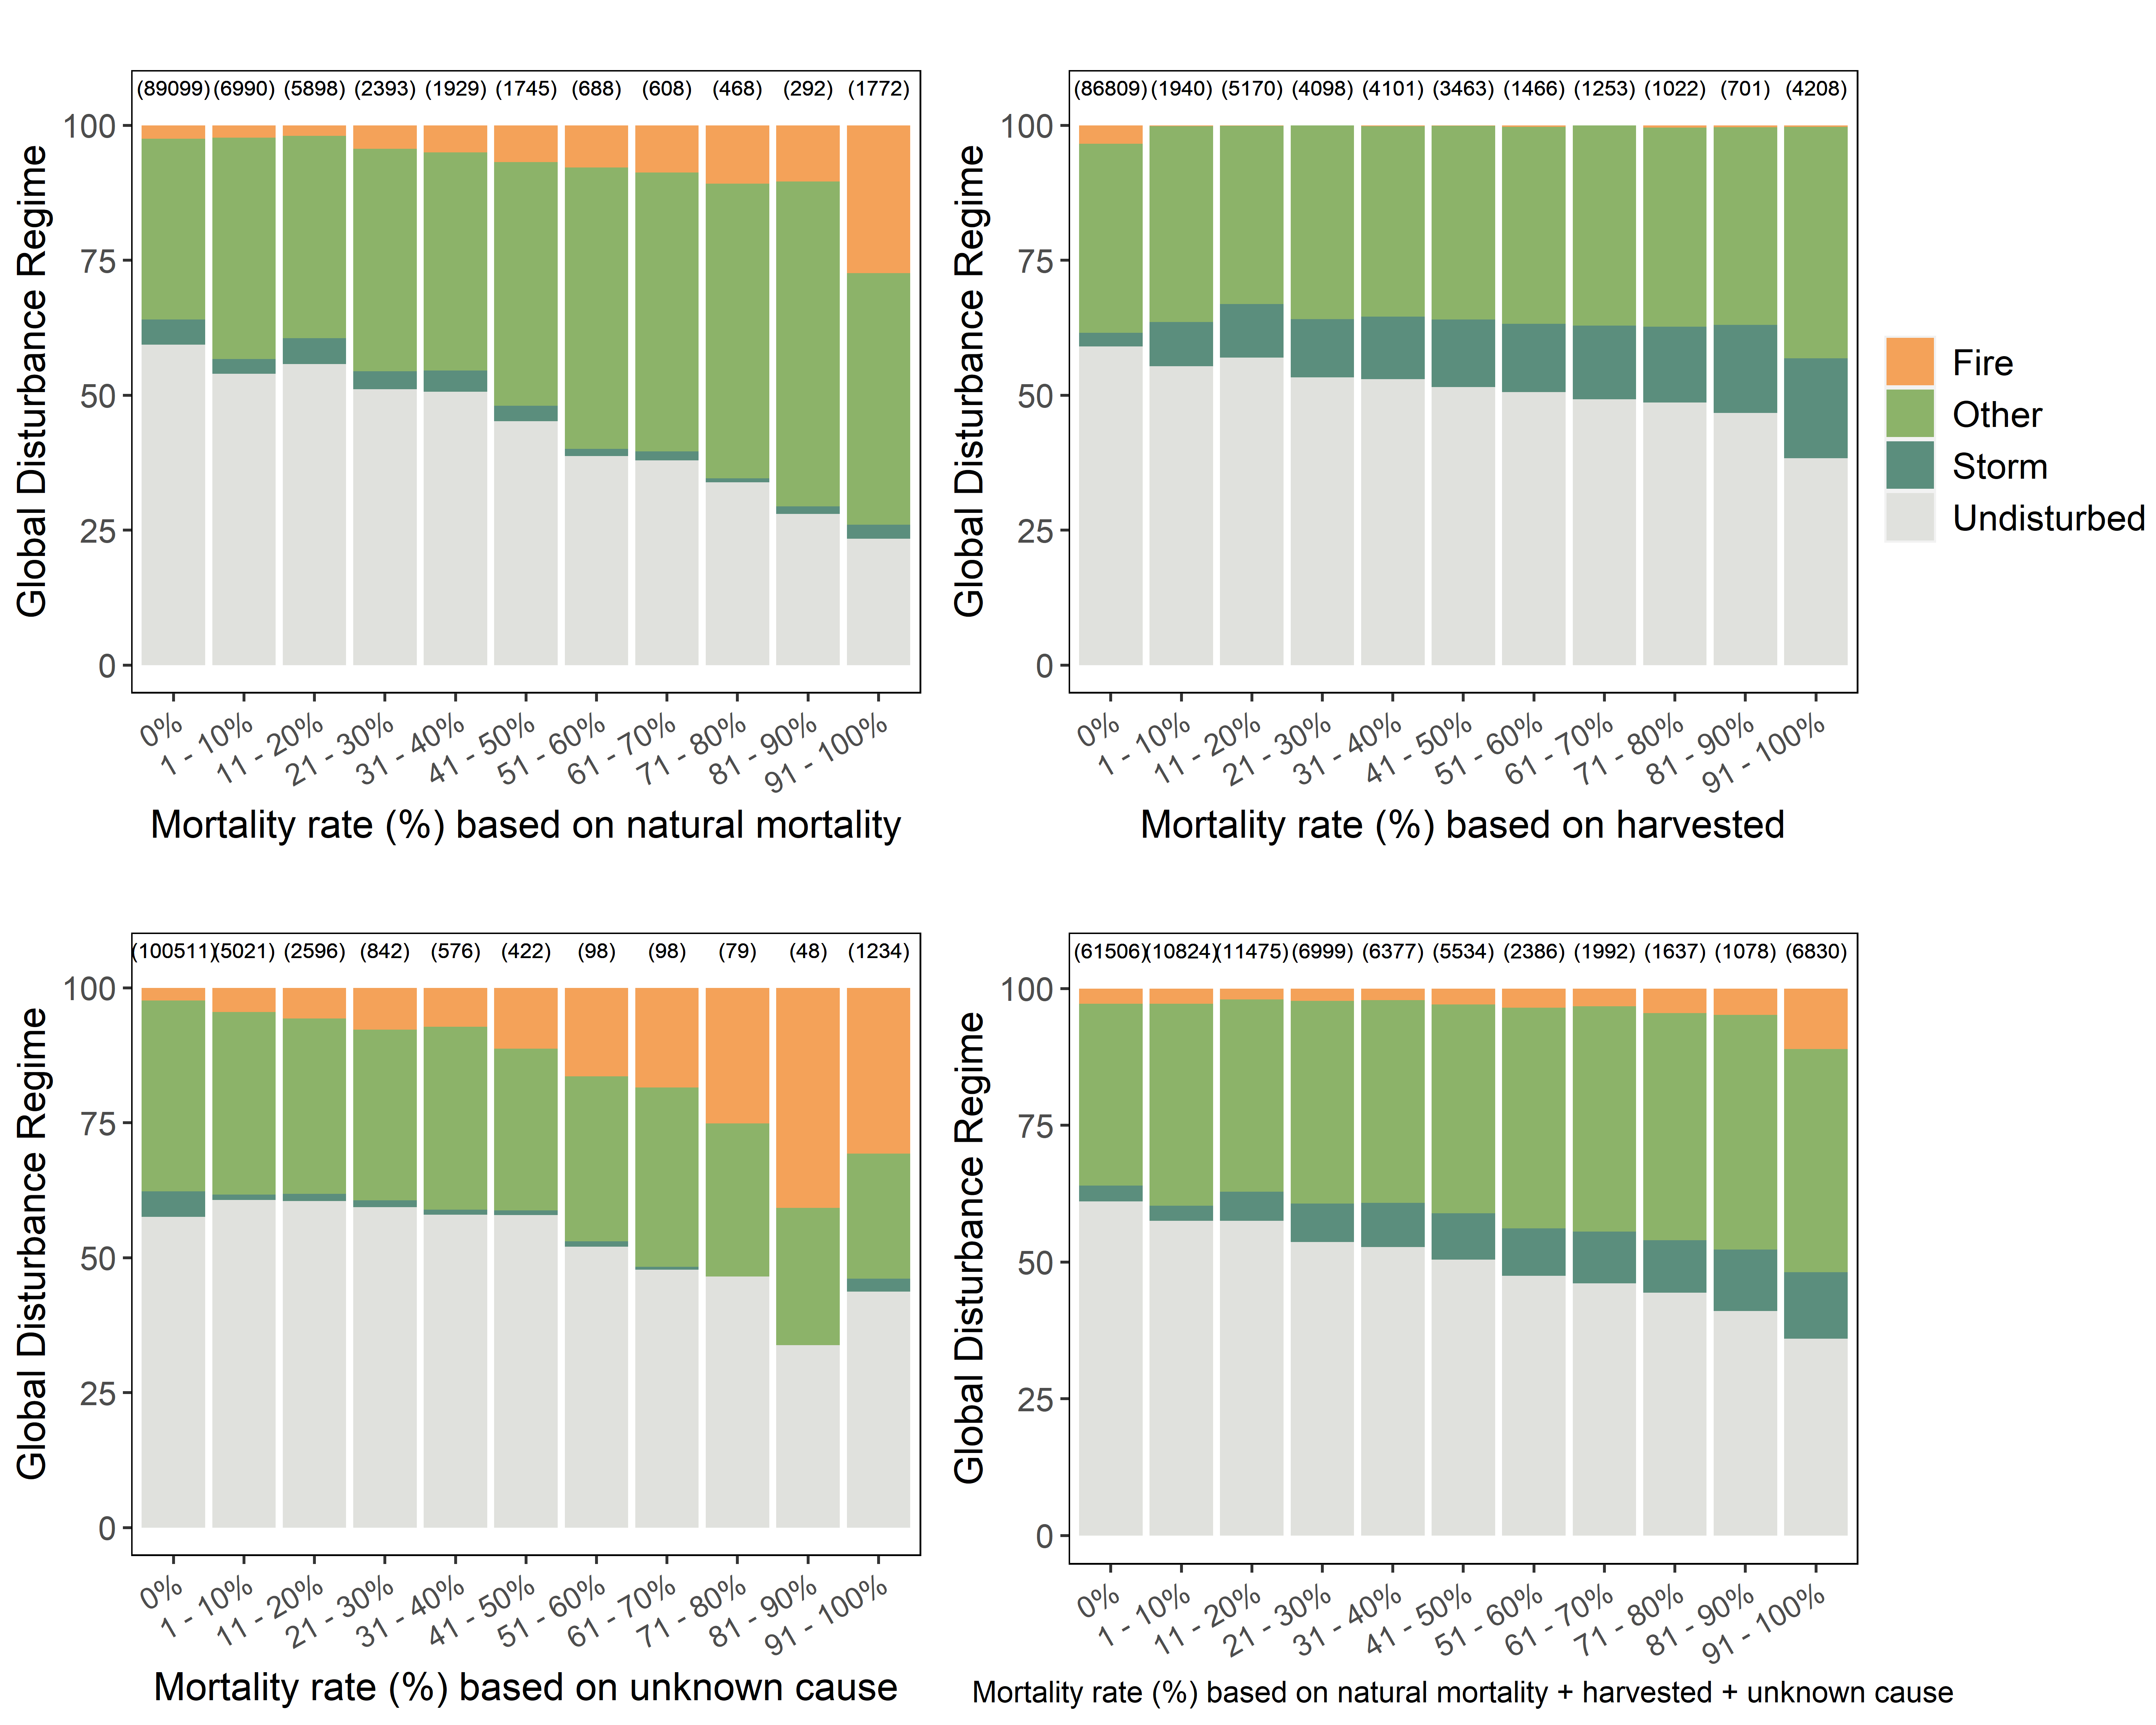 (89099) (6990) (5898) (2393) (1929) (1745) (688) (608) (468) (292) (1772)
Global Disturbance Regime
100
75
50
25
0
0% 1 - 10% 11 - 20% 21 - 30% 31 - 40% 41 - 50% 51 - 60% 61 - 70% 71 - 80% 81 - 90% 91 - 100%
Mortality rate (%) based on natural mortality
(86809) (1940) (5170) (4098) (4101) (3463) (1466) (1253) (1022) (701) (4208)
Global Disturbance Regime
100
75
50
25
0
0% 1 - 10% 11 - 20% 21 - 30% 31 - 40% 41 - 50% 51 - 60% 61 - 70% 71 - 80% 81 - 90% 91 - 100%
Mortality rate (%) based on harvested
Fire
Other
Storm
Undisturbed
(100511) (5021) (2596) (842) (576) (422) (98) (98) (79) (48) (1234)
Global Disturbance Regime
100
75
50
25
0
0% 1 - 10% 11 - 20% 21 - 30% 31 - 40% 41 - 50% 51 - 60% 61 - 70% 71 - 80% 81 - 90% 91 - 100%
Mortality rate (%) based on unknown cause
(61506) (10824) (11475) (6999) (6377) (5534) (2386) (1992) (1637) (1078) (6830)
Global Disturbance Regime
100
75
50
25
0
0% 1 - 10% 11 - 20% 21 - 30% 31 - 40% 41 - 50% 51 - 60% 61 - 70% 71 - 80% 81 - 90% 91 - 100%
Mortality rate (%) based on natural mortality + harvested + unknown cause